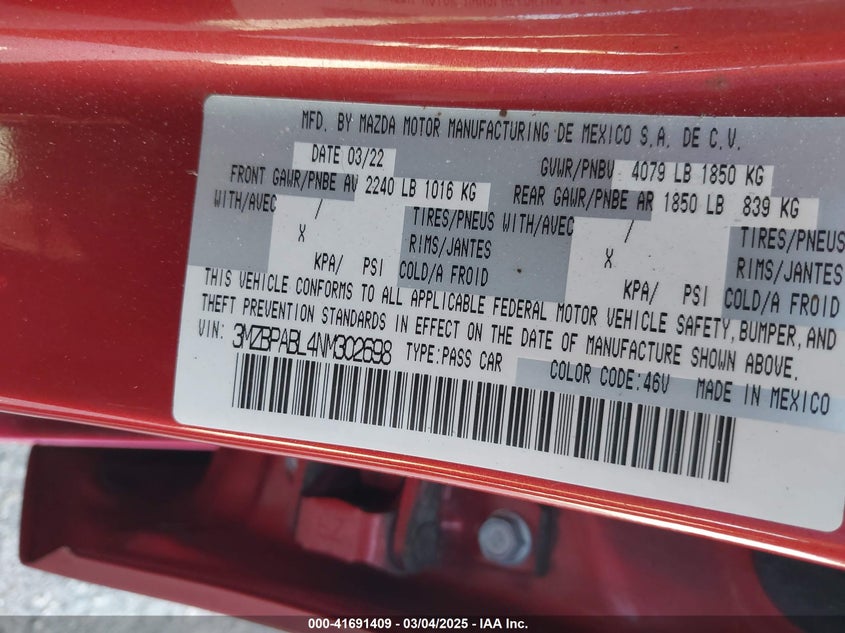 MFD. BY MAZDA MOTOR MANUFACTURING DE MEXICO S.A. DE C.V.
DATE 03/22 GVWR/PNBV 4079 LB 1850 KG
FRONT GAWR/PNBE AV 2240 LB 1016 KG REAR GAWR/PNBE AR 1850 LB 839 KG
WITH/AVEC / TIRES/PNEUS WITH/AVEC / TIRES/PNEUS
X RIMS/JANTES X RIMS/JANTES
KPA/ PSI COLD/A FROID KPA/ PSI COLD/A FROID
THIS VEHICLE CONFORMS TO ALL APPLICABLE FEDERAL MOTOR VEHICLE SAFETY, BUMPER, AND
THEFT PREVENTION STANDARDS IN EFFECT ON THE DATE OF MANUFACTURE SHOWN ABOVE.
VIN: 3MZBPABL4NM302698 TYPE:PASS CAR COLOR CODE:46V MADE IN MEXICO
000-41691409 - 03/04/2025 - IAA Inc.